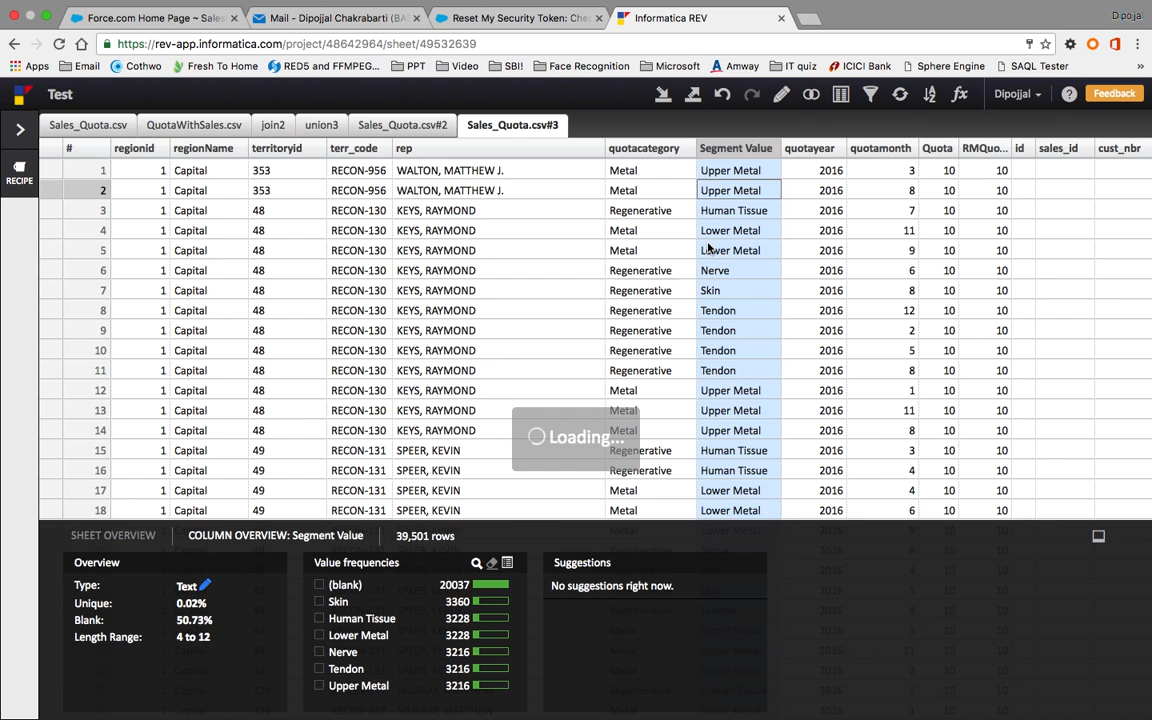 Force.com Home Page ~ Sales
Mail - Dipojjal Chakrabarti (BA
Reset My Security Token: Che
Informatica REV
Dipojjal
https://rev-app.informatica.com/project/48642964/sheet/49532639
Apps
Email
Cothwo
Fresh To Home
RED5 and FFMPEG...
PPT
Video
SBI!
Face Recognition
Microsoft
Amway
IT quiz
ICICI Bank
Sphere Engine
SAQL Tester
»
Test
fx
Dipojjal
?
Feedback
Sales_Quota.csv QuotaWithSales.csv join2 union3 Sales_Quota.csv#2 Sales_Quota.csv#3
RECIPE
# regionid regionName territoryid terr_code rep quotacategory Segment Value quotayear quotamonth Quota RMQuo... id sales_id cust_nbr
1 1 Capital 353 RECON-956 WALTON, MATTHEW J. Metal Upper Metal 2016 3 10 10
2 1 Capital 353 RECON-956 WALTON, MATTHEW J. Metal Upper Metal 2016 8 10 10
3 1 Capital 48 RECON-130 KEYS, RAYMOND Regenerative Human Tissue 2016 7 10 10
4 1 Capital 48 RECON-130 KEYS, RAYMOND Metal Lower Metal 2016 11 10 10
5 1 Capital 48 RECON-130 KEYS, RAYMOND Metal Lower Metal 2016 9 10 10
6 1 Capital 48 RECON-130 KEYS, RAYMOND Regenerative Nerve 2016 6 10 10
7 1 Capital 48 RECON-130 KEYS, RAYMOND Regenerative Skin 2016 8 10 10
8 1 Capital 48 RECON-130 KEYS, RAYMOND Regenerative Tendon 2016 12 10 10
9 1 Capital 48 RECON-130 KEYS, RAYMOND Regenerative Tendon 2016 2 10 10
10 1 Capital 48 RECON-130 KEYS, RAYMOND Regenerative Tendon 2016 5 10 10
11 1 Capital 48 RECON-130 KEYS, RAYMOND Regenerative Tendon 2016 8 10 10
12 1 Capital 48 RECON-130 KEYS, RAYMOND Metal Upper Metal 2016 1 10 10
13 1 Capital 48 RECON-130 KEYS, RAYMOND Metal Upper Metal 2016 11 10 10
14 1 Capital 48 RECON-130 KEYS, RAYMOND Metal Upper Metal 2016 8 10 10
Loading...
15 1 Capital 49 RECON-131 SPEER, KEVIN Regenerative Human Tissue 2016 3 10 10
16 1 Capital 49 RECON-131 SPEER, KEVIN Regenerative Human Tissue 2016 4 10 10
17 1 Capital 49 RECON-131 SPEER, KEVIN Metal Lower Metal 2016 4 10 10
18 1 Capital 49 RECON-131 SPEER, KEVIN Metal Lower Metal 2016 6 10 10
SHEET OVERVIEW COLUMN OVERVIEW: Segment Value 39,501 rows
Overview
Type: Text
Unique: 0.02%
Blank: 50.73%
Length Range: 4 to 12
Value frequencies
(blank) 20037
Skin 3360
Human Tissue 3228
Lower Metal 3228
Nerve 3216
Tendon 3216
Upper Metal 3216
Suggestions
No suggestions right now.